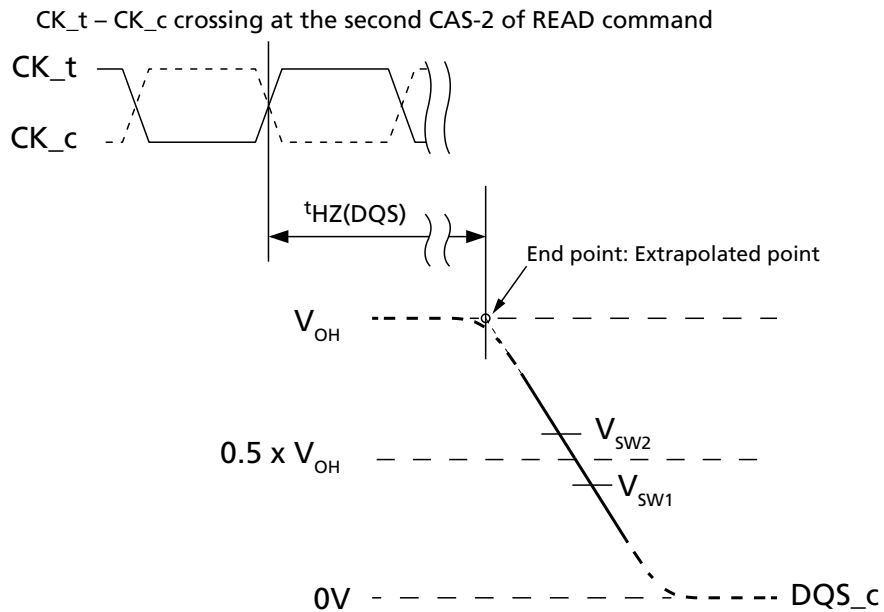 CK_t – CK_c crossing at the second CAS-2 of READ command
CK_t
CK_c
tHZ(DQS)
End point: Extrapolated point
VOH
VSW2
0.5 x VOH
VSW1
0V
DQS_c